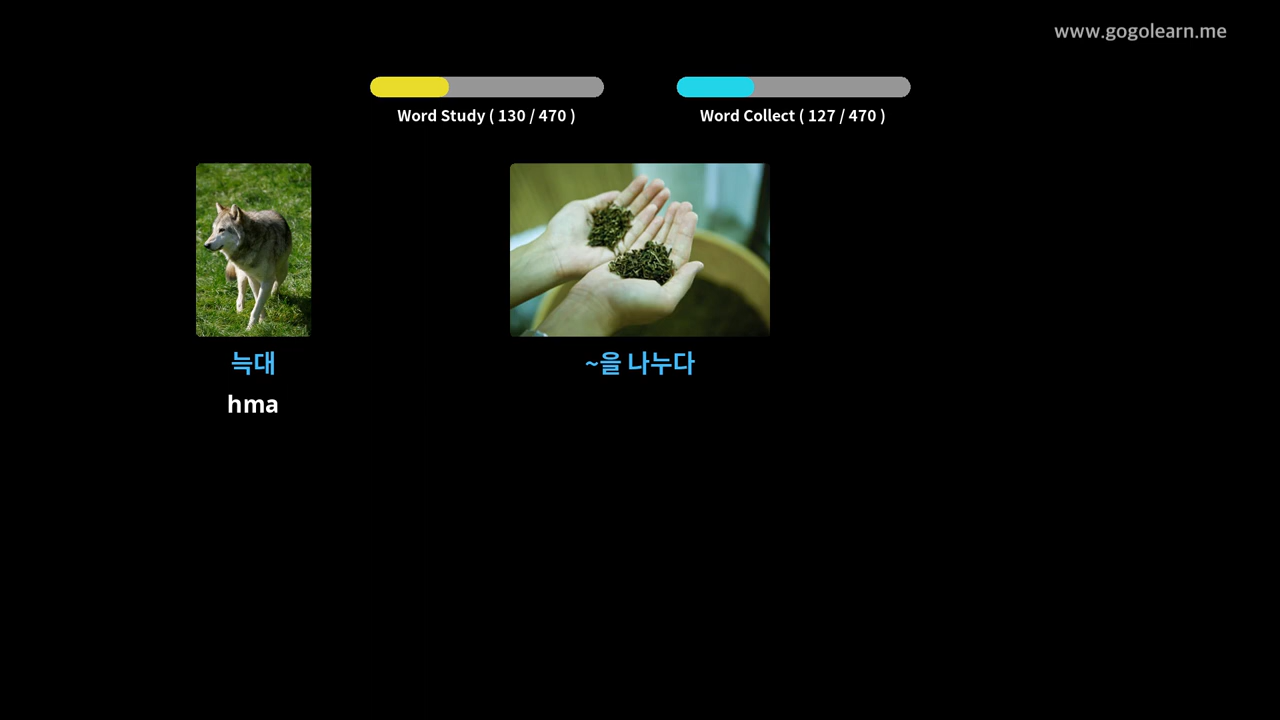 www.gogolearn.me
Word Study ( 130 / 470 )
Word Collect ( 127 / 470 )
늑대
~을 나누다
hma